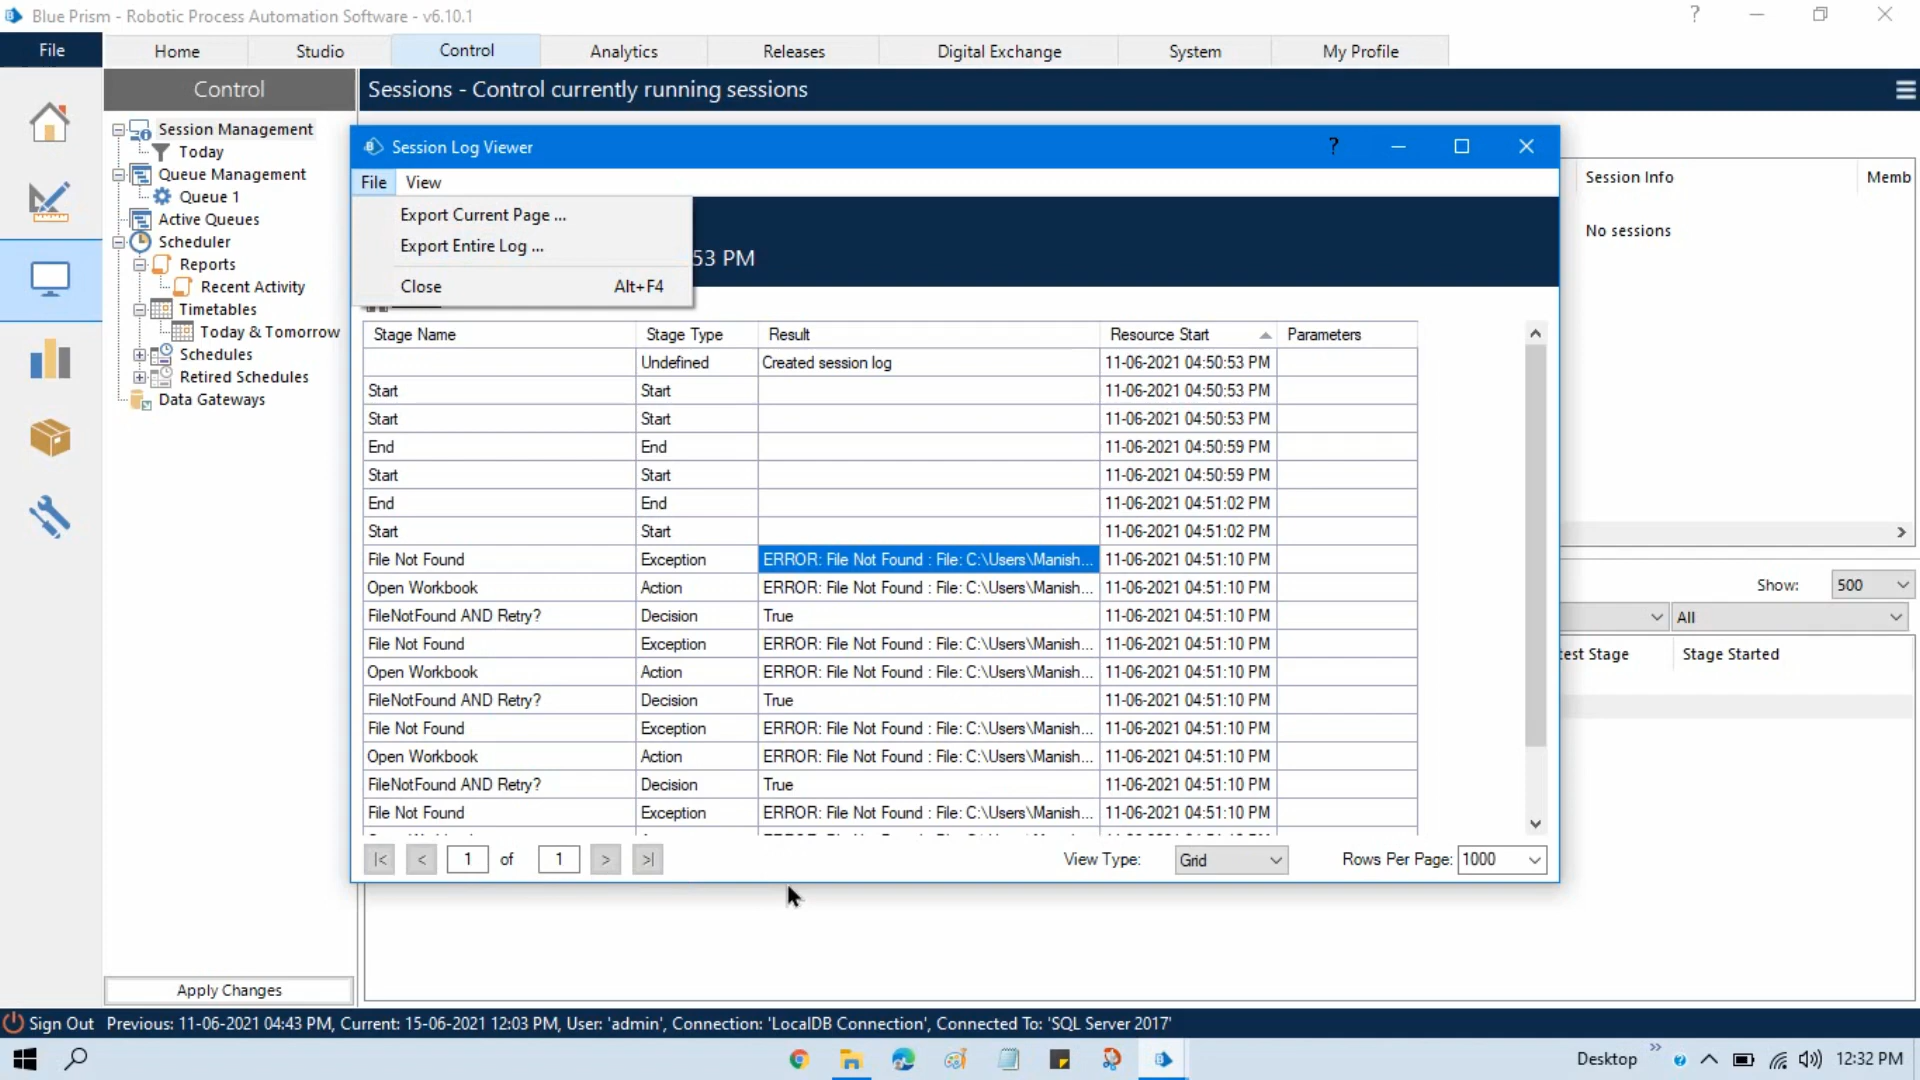 Blue Prism - Robotic Process Automation Software - v6.10.1
?
File Home Studio Control Analytics Releases Digital Exchange System My Profile
Control
Sessions - Control currently running sessions
Session Management
Today
Queue Management
Queue 1
Active Queues
Scheduler
Reports
Recent Activity
Timetables
Today & Tomorrow
Schedules
Retired Schedules
Data Gateways
Apply Changes
Session Log Viewer
?
File View
Export Current Page ...
Export Entire Log ...
Close Alt+F4
53 PM
Stage Name Stage Type Result Resource Start Parameters
Undefined Created session log 11-06-2021 04:50:53 PM
Start Start 11-06-2021 04:50:53 PM
Start Start 11-06-2021 04:50:53 PM
End End 11-06-2021 04:50:59 PM
Start Start 11-06-2021 04:50:59 PM
End End 11-06-2021 04:51:02 PM
Start Start 11-06-2021 04:51:02 PM
File Not Found Exception ERROR: File Not Found : File: C:\Users\Manish... 11-06-2021 04:51:10 PM
Open Workbook Action ERROR: File Not Found : File: C:\Users\Manish... 11-06-2021 04:51:10 PM
FileNotFound AND Retry? Decision True 11-06-2021 04:51:10 PM
File Not Found Exception ERROR: File Not Found : File: C:\Users\Manish... 11-06-2021 04:51:10 PM
Open Workbook Action ERROR: File Not Found : File: C:\Users\Manish... 11-06-2021 04:51:10 PM
FileNotFound AND Retry? Decision True 11-06-2021 04:51:10 PM
File Not Found Exception ERROR: File Not Found : File: C:\Users\Manish... 11-06-2021 04:51:10 PM
Open Workbook Action ERROR: File Not Found : File: C:\Users\Manish... 11-06-2021 04:51:10 PM
FileNotFound AND Retry? Decision True 11-06-2021 04:51:10 PM
File Not Found Exception ERROR: File Not Found : File: C:\Users\Manish... 11-06-2021 04:51:10 PM
|< < 1 of 1 > >| View Type: Grid Rows Per Page: 1000
Session Info Memb
No sessions
Show: 500
All
Stage Stage Started
Sign Out Previous: 11-06-2021 04:43 PM, Current: 15-06-2021 12:03 PM, User: 'admin', Connection: 'LocalDB Connection', Connected To: 'SQL Server 2017'
Desktop 12:32 PM